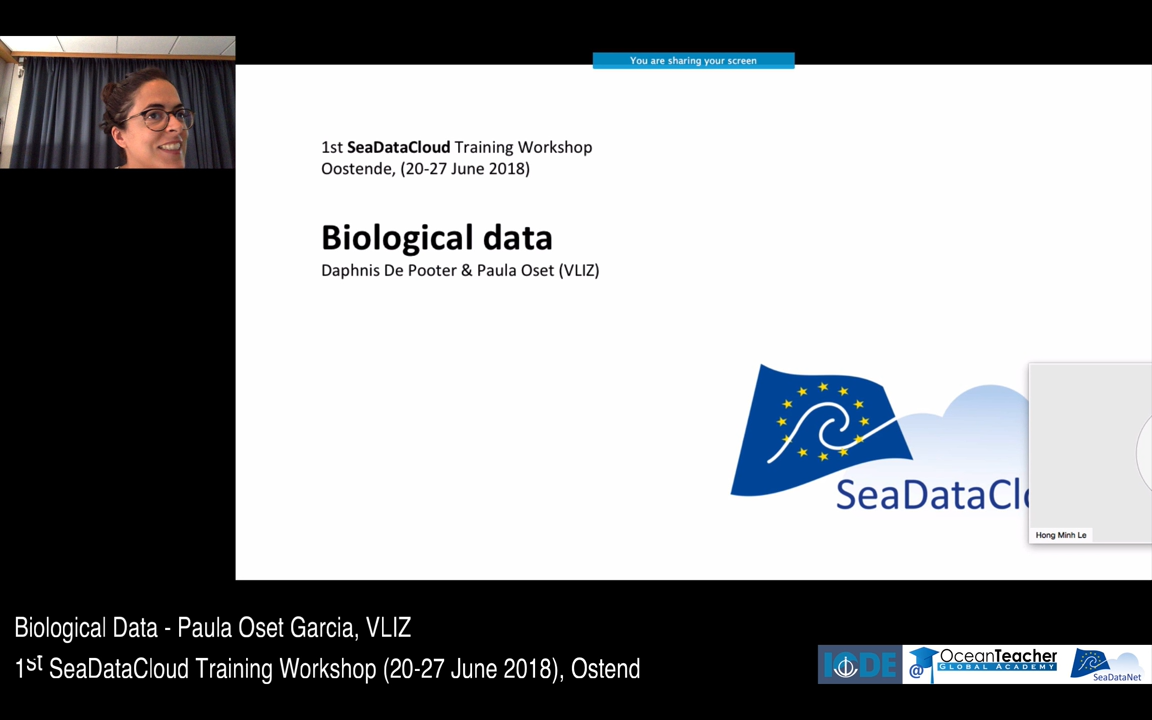 You are sharing your screen
1st SeaDataCloud Training Workshop
Oostende, (20-27 June 2018)
Biological data
Daphnis De Pooter & Paula Oset (VLIZ)
SeaDataClo
Hong Minh Le
Biological Data - Paula Oset Garcia, VLIZ
1st SeaDataCloud Training Workshop (20-27 June 2018), Ostend
IODE
@ OceanTeacher
GLOBAL ACADEMY
SeaDataNet